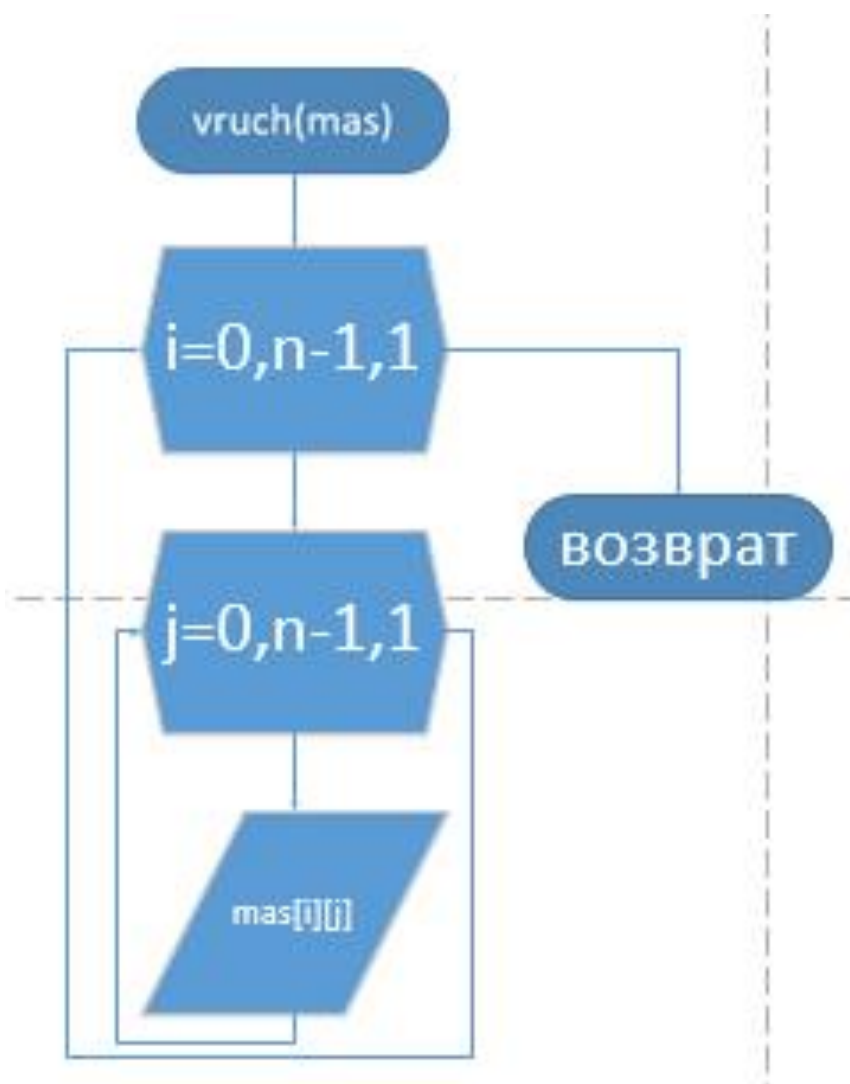 vruch(mas)
i=0,n-1,1
возврат
j=0,n-1,1
mas[i][j]